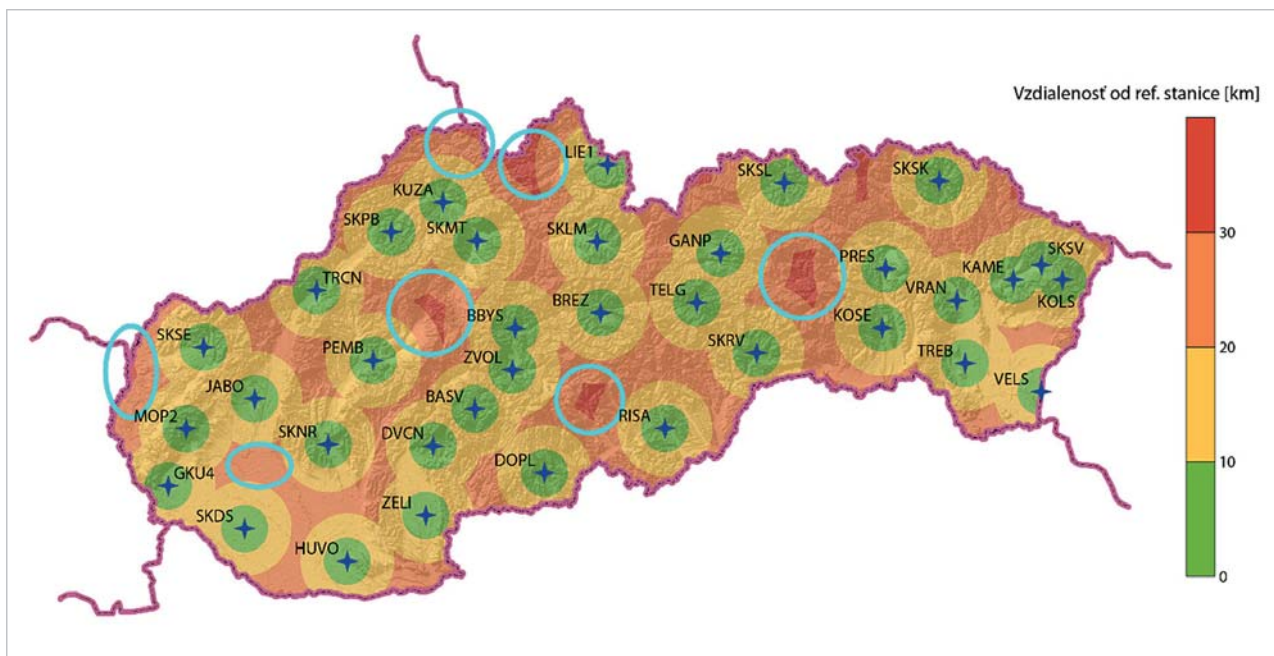 Vzdialenosť od ref. stanice [km]
LIE1
SKSL
SKSK
KUZA
SKPB
SKMT
SKLM
GANP
PRES
SKSV
KAME
TRCN
TELG
VRAN
KOLS
BREZ
BBYS
KOSE
SKSE
PEMB
SKRV
TREB
ZVOL
VELS
JABO
BASV
MOP2
SKNR
DVCN
RISA
DOPL
GKU4
ZELI
SKDS
HUVO
30
20
10
0